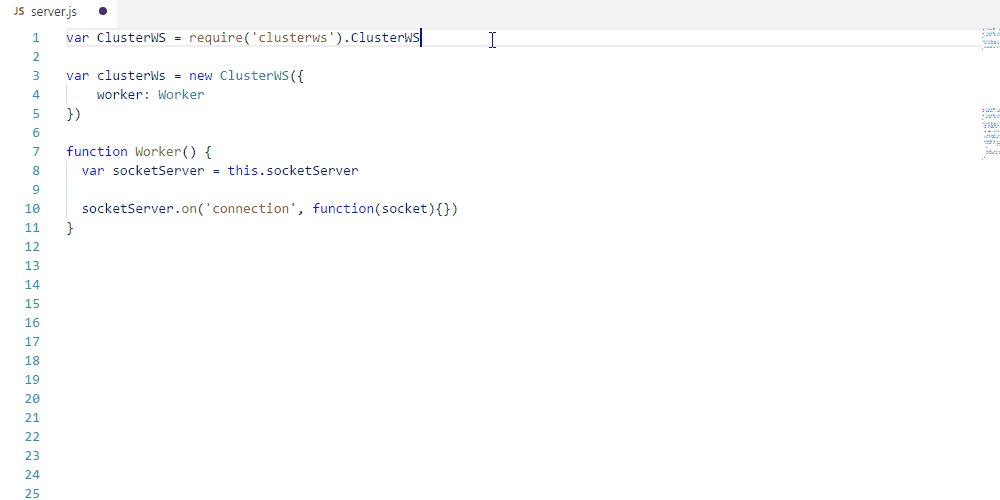 JS server.js
1 var ClusterWS = require('clusterws').ClusterWS
2
3 var clusterWs = new ClusterWS({
4     worker: Worker
5 })
6
7 function Worker() {
8   var socketServer = this.socketServer
9
10   socketServer.on('connection', function(socket){})
11 }
12
13
14
15
16
17
18
19
20
21
22
23
24
25